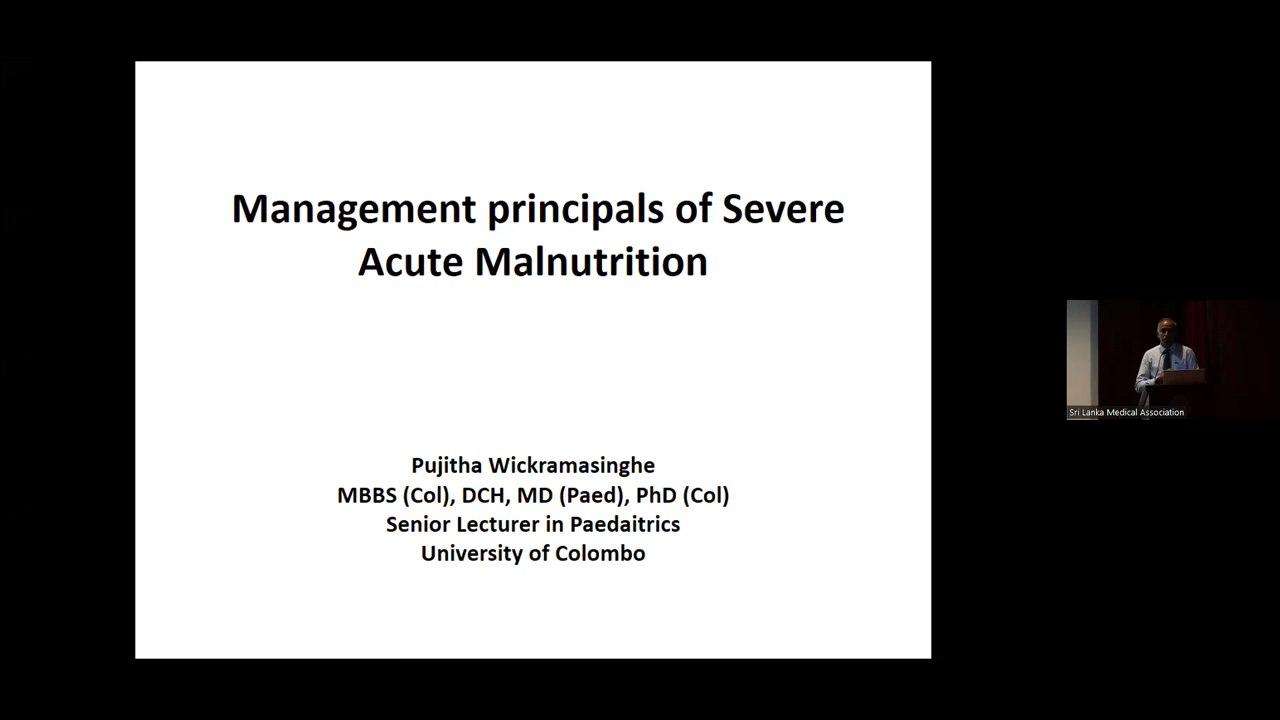 Management principals of Severe
Acute Malnutrition
Pujitha Wickramasinghe
MBBS (Col), DCH, MD (Paed), PhD (Col)
Senior Lecturer in Paedaitrics
University of Colombo
Sri Lanka Medical Association